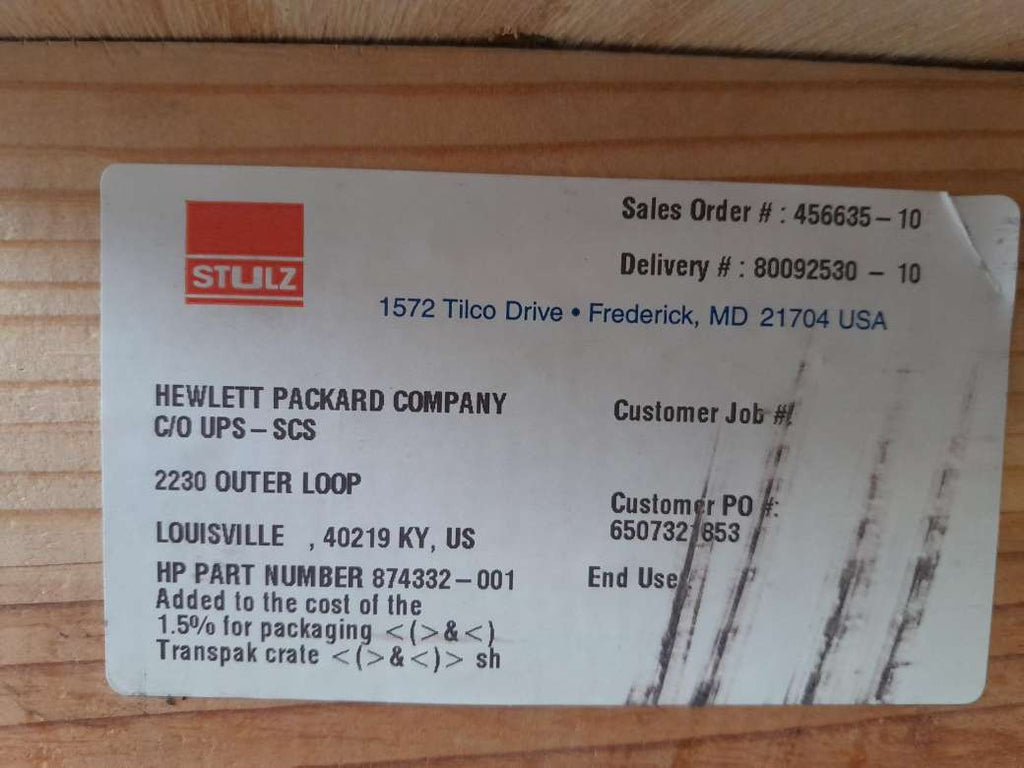 STULZ
Sales Order # : 456635 – 10
Delivery # : 80092530 – 10
1572 Tilco Drive • Frederick, MD 21704 USA
HEWLETT PACKARD COMPANY
C/O UPS – SCS
2230 OUTER LOOP
LOUISVILLE , 40219 KY, US
HP PART NUMBER 874332 – 001
Added to the cost of the
1.5% for packaging <(>&<)
Transpak crate <(>&<)> sh
Customer Job #:
Customer PO #:
6507321853
End Use